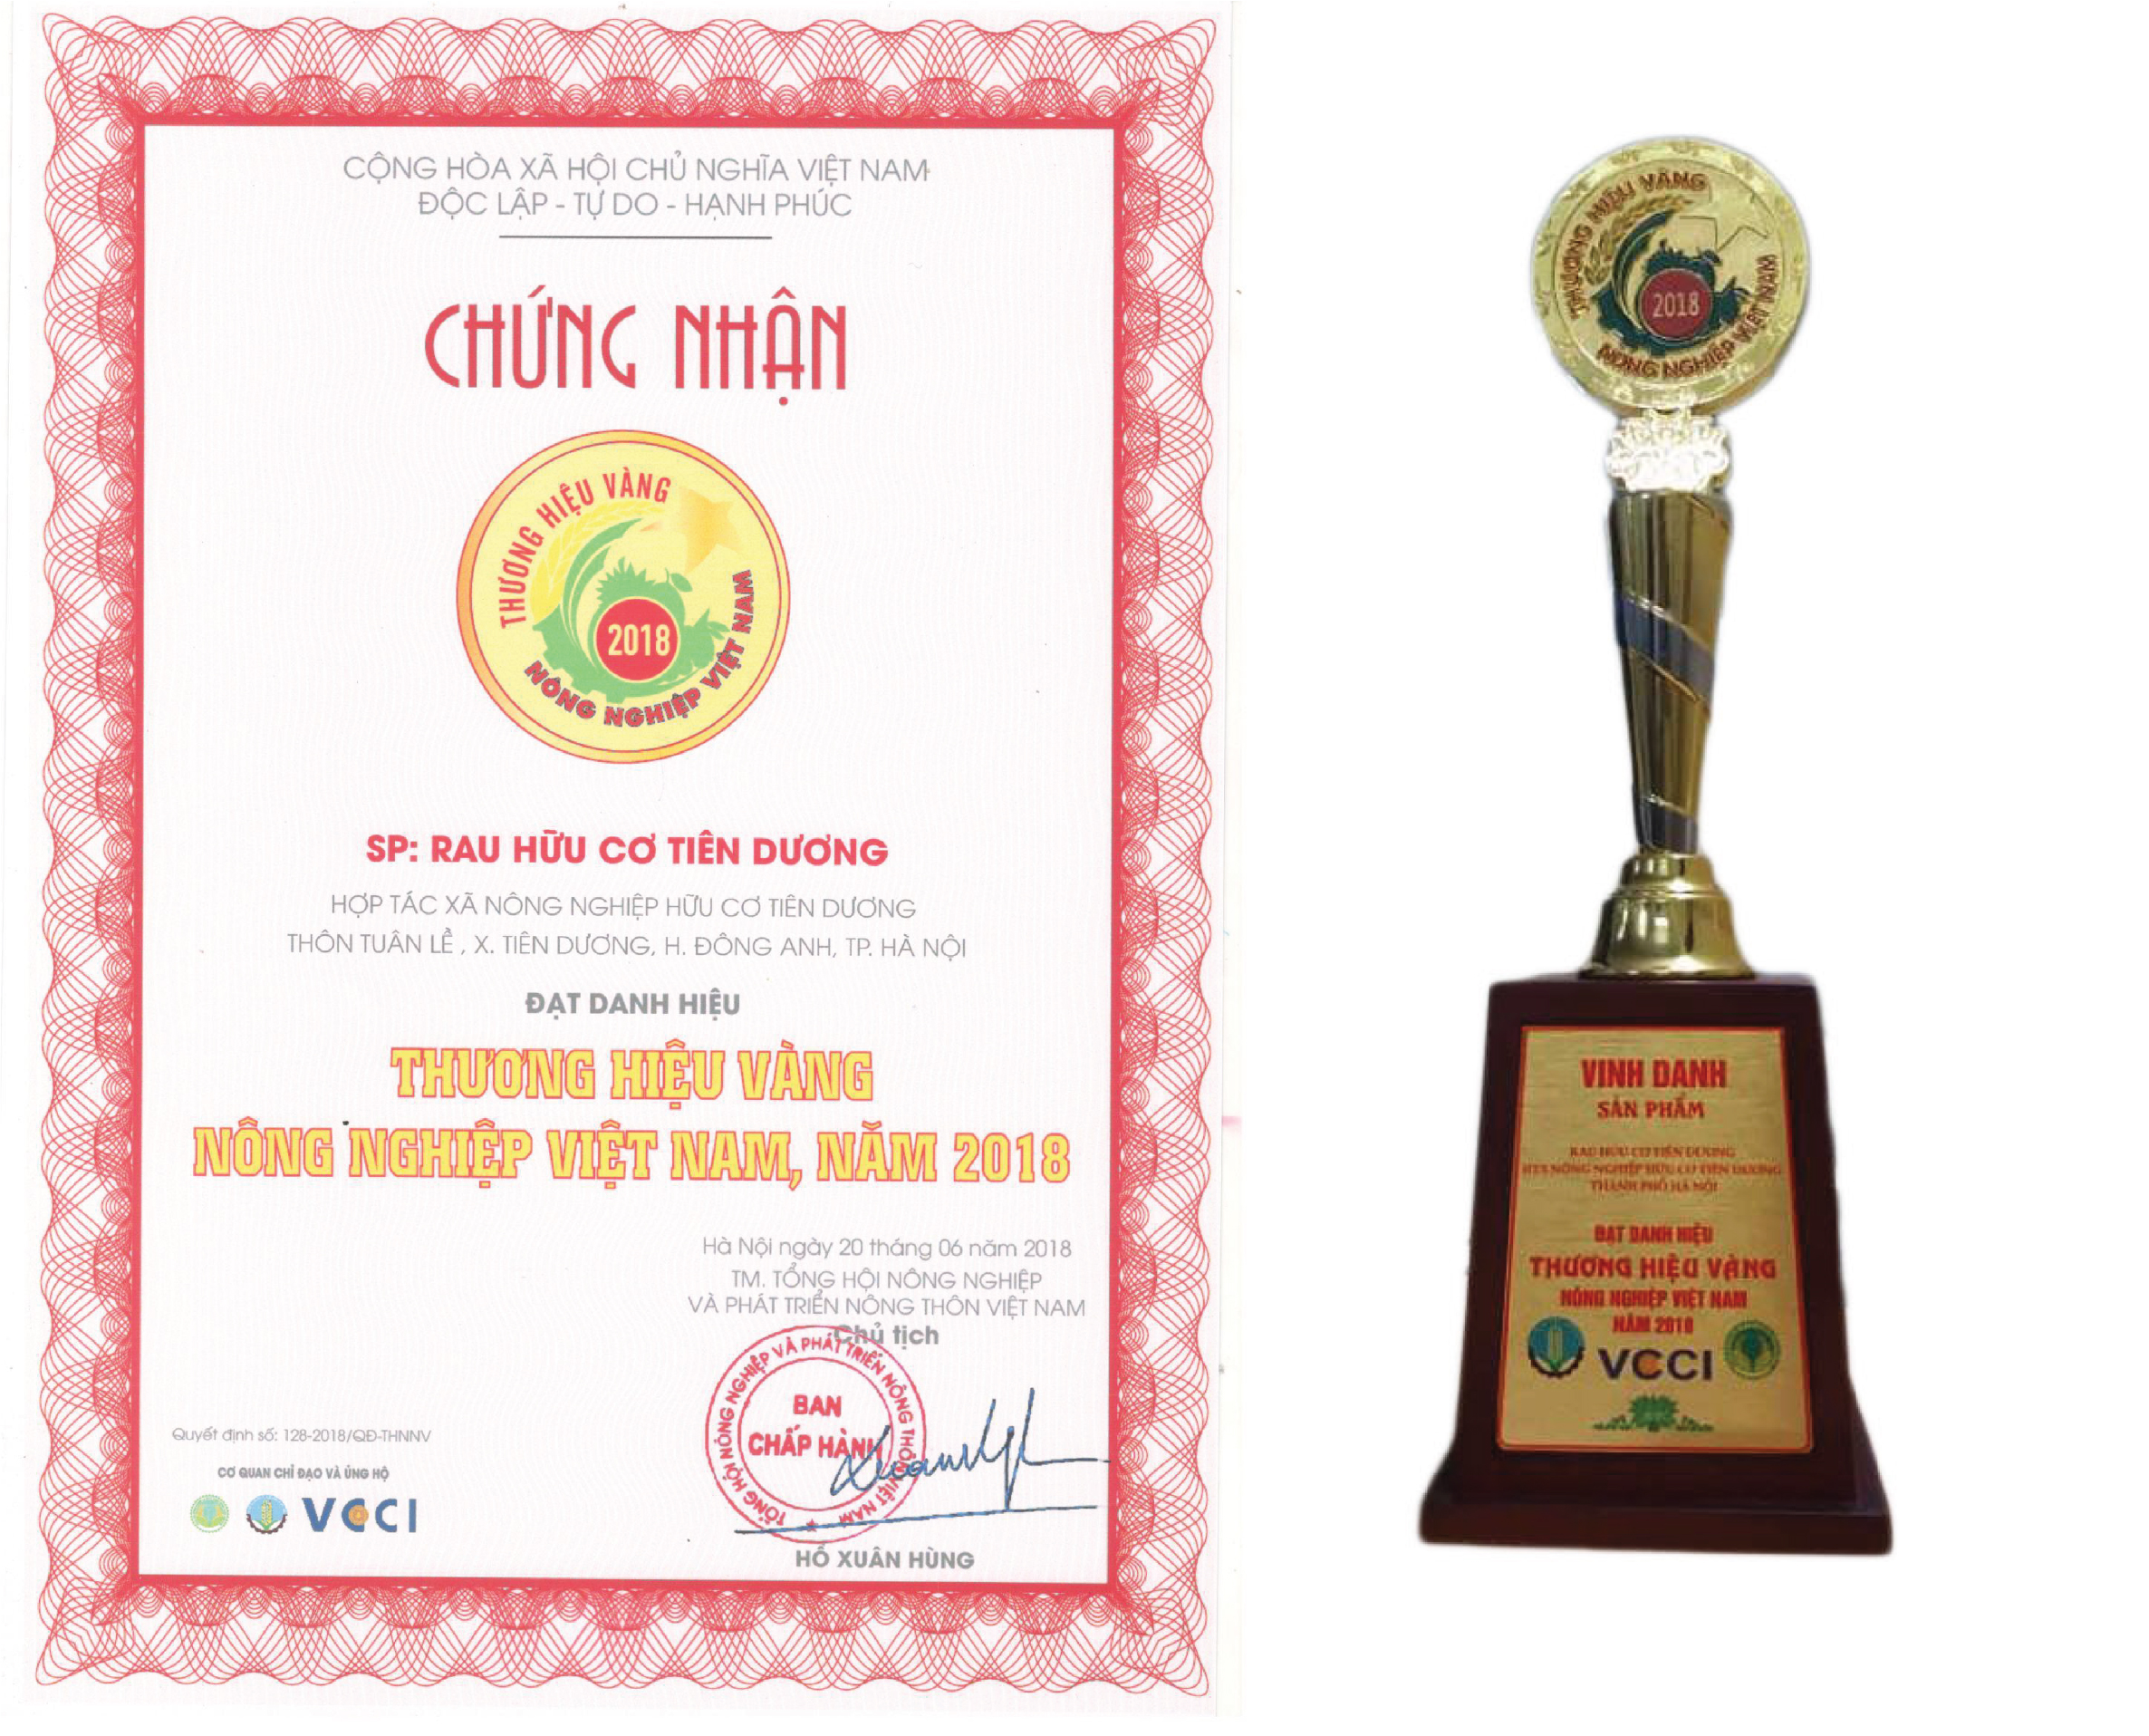 CỘNG HÒA XÃ HỘI CHỦ NGHĨA VIỆT NAM
ĐỘC LẬP - TỰ DO - HẠNH PHÚC
CHỨNG NHẬN
THƯƠNG HIỆU VÀNG
2018
NÔNG NGHIỆP VIỆT NAM
SP: RAU HỮU CƠ TIÊN DƯƠNG
HỢP TÁC XÃ NÔNG NGHIỆP HỮU CƠ TIÊN DƯƠNG
THÔN TUÂN LỀ , X. TIÊN DƯƠNG, H. ĐÔNG ANH, TP. HÀ NỘI
ĐẠT DANH HIỆU
THƯƠNG HIỆU VÀNG
NÔNG NGHIỆP VIỆT NAM, NĂM 2018
Hà Nội ngày 20 tháng 06 năm 2018
TM. TỔNG HỘI NÔNG NGHIỆP
VÀ PHÁT TRIỂN NÔNG THÔN VIỆT NAM
Chủ tịch
TỔNG HỘI NÔNG NGHIỆP VÀ PHÁT TRIỂN NÔNG THÔN VIỆT NAM
BAN
CHẤP HÀNH
HỒ XUÂN HÙNG
Quyết định số: 128-2018/QĐ-THNNV
CƠ QUAN CHỈ ĐẠO VÀ ỦNG HỘ
VCCI
THƯƠNG HIỆU VÀNG
2018
NÔNG NGHIỆP VIỆT NAM
VINH DANH
SẢN PHẨM
RAU HỮU CƠ TIÊN DƯƠNG
HTX NÔNG NGHIỆP HỮU CƠ TIÊN DƯƠNG
THÀNH PHỐ HÀ NỘI
ĐẠT DANH HIỆU
THƯƠNG HIỆU VÀNG
NÔNG NGHIỆP VIỆT NAM
NĂM 2018
VCCI